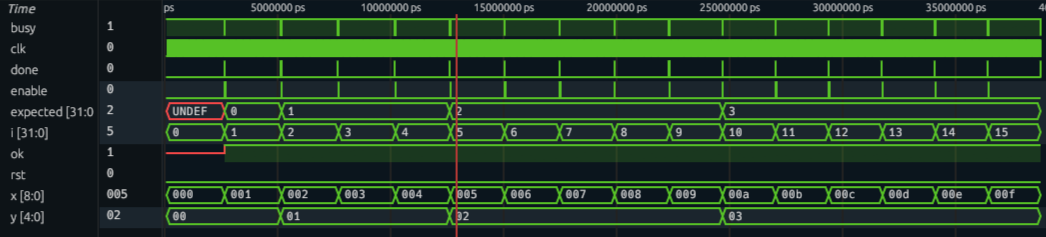 Time ps 5000000 ps 10000000 ps 15000000 ps 20000000 ps 25000000 ps 30000000 ps 35000000 ps 40
busy 1
clk 0
done 0
enable 0
expected [31:0 2 UNDEF 0 1 2 3
i [31:0] 5 0 1 2 3 4 5 6 7 8 9 10 11 12 13 14 15
ok 1
rst 0
x [8:0] 005 000 001 002 003 004 005 006 007 008 009 00a 00b 00c 00d 00e 00f
y [4:0] 02 00 01 02 03